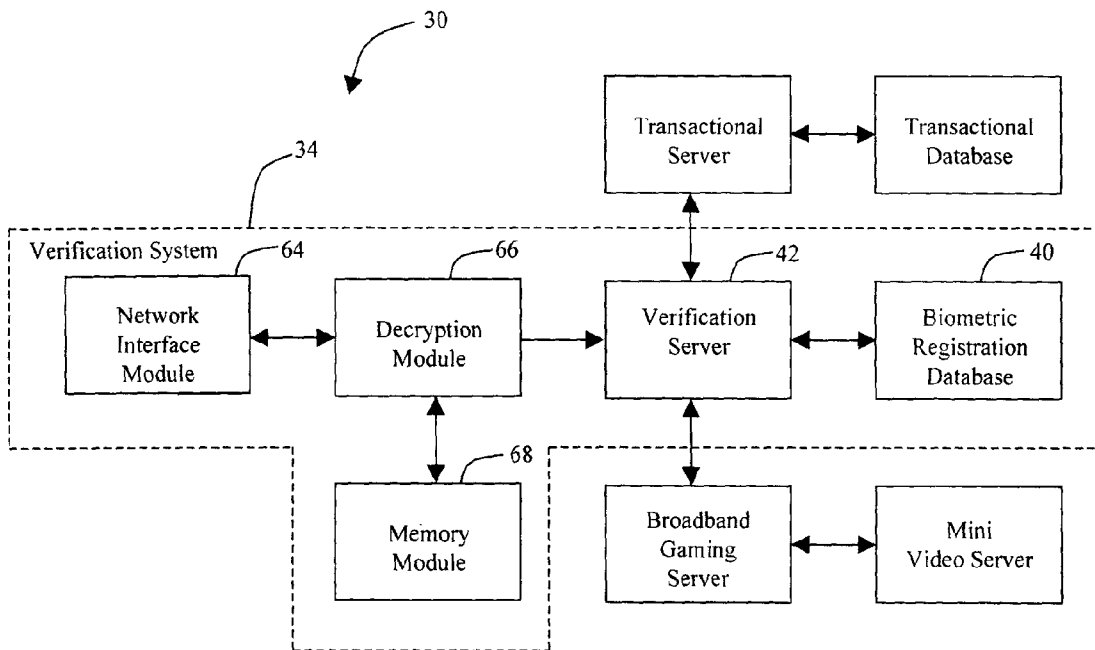 30
Transactional
Server
Transactional
Database
34
Verification System
64
Network
Interface
Module
66
Decryption
Module
42
Verification
Server
40
Biometric
Registration
Database
68
Memory
Module
Broadband
Gaming
Server
Mini
Video Server